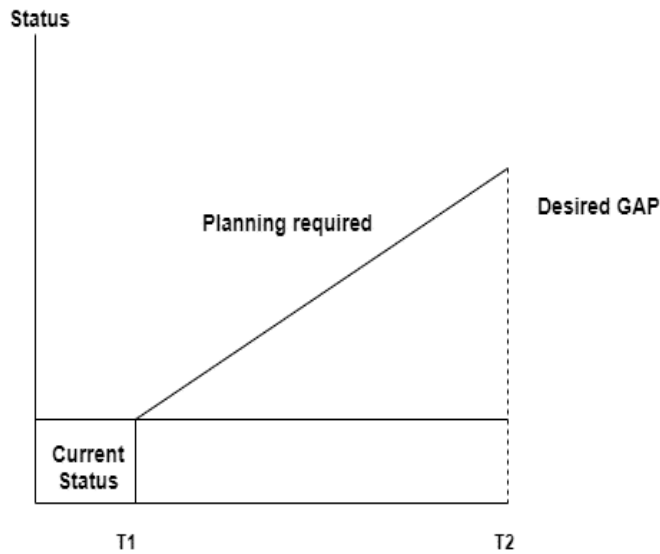 Status
Planning required
Desired GAP
Current
Status
T1
T2